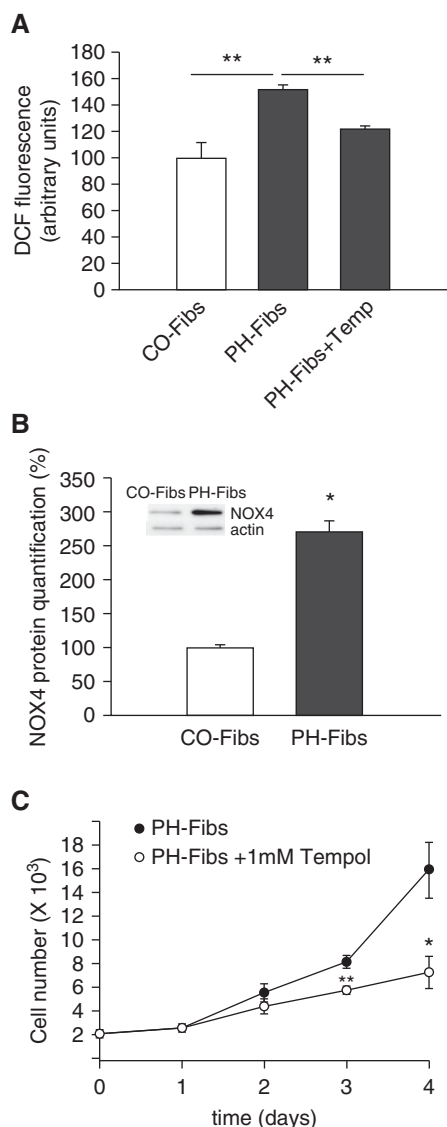 A
DCF fluorescence
(arbitrary units)
180
160
140
120
100
80
60
40
20
0
** **
CO-Fibs
PH-Fibs
PH-Fibs+Temp
B
NOX4 protein quantification (%)
350
300
250
200
150
100
50
0
CO-Fibs PH-Fibs
NOX4
actin
*
CO-Fibs PH-Fibs
C
Cell number (X 10³)
18
16
14
12
10
8
6
4
2
PH-Fibs
PH-Fibs +1mM Tempol
**
*
0 1 2 3 4
time (days)